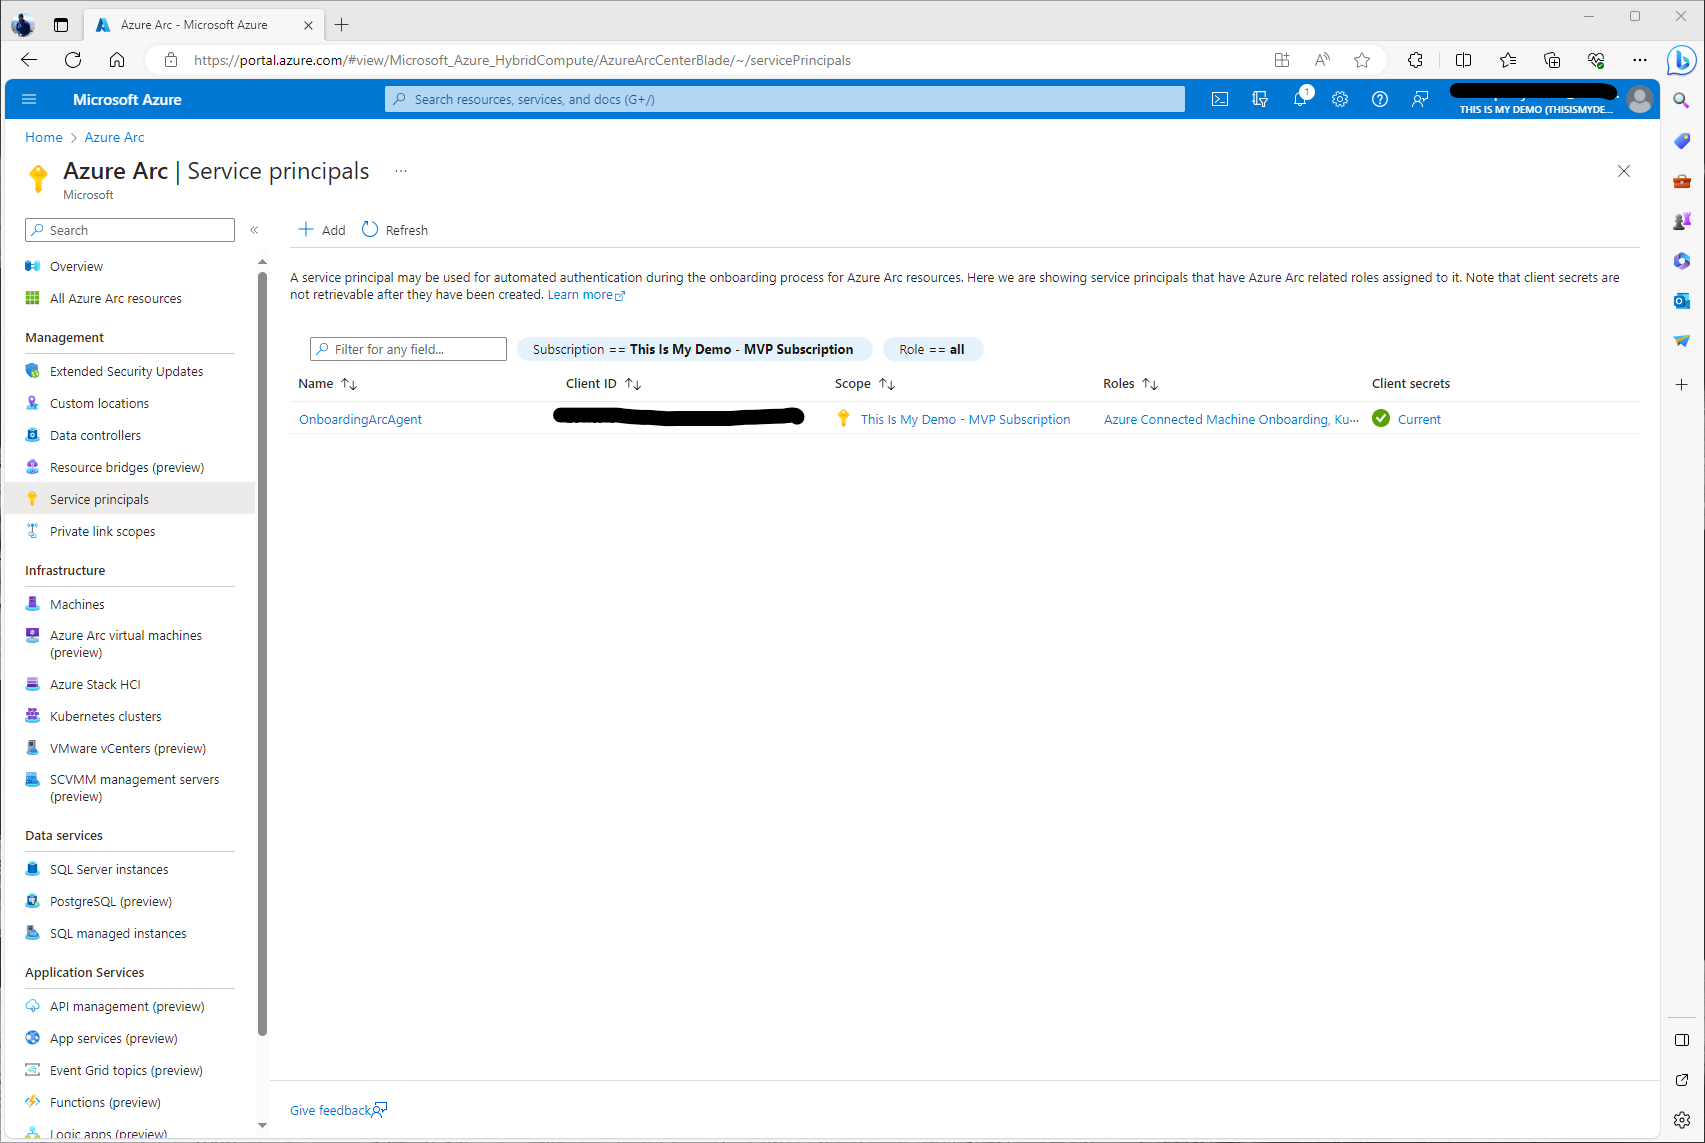 Azure Arc - Microsoft Azure
https://portal.azure.com/#view/Microsoft_Azure_HybridCompute/AzureArcCenterBlade/~/servicePrincipals
Microsoft Azure
Search resources, services, and docs (G+/)
1
THIS IS MY DEMO (THISISMYDE...
Home > Azure Arc
Azure Arc | Service principals ...
Microsoft
Search
«
Overview
All Azure Arc resources
Management
Extended Security Updates
Custom locations
Data controllers
Resource bridges (preview)
Service principals
Private link scopes
Infrastructure
Machines
Azure Arc virtual machines
(preview)
Azure Stack HCI
Kubernetes clusters
VMware vCenters (preview)
SCVMM management servers
(preview)
Data services
SQL Server instances
PostgreSQL (preview)
SQL managed instances
Application Services
API management (preview)
App services (preview)
Event Grid topics (preview)
Functions (preview)
Logic apps (preview)
Add
Refresh
A service principal may be used for automated authentication during the onboarding process for Azure Arc resources. Here we are showing service principals that have Azure Arc related roles assigned to it. Note that client secrets are
not retrievable after they have been created. Learn more
Filter for any field...
Subscription == This Is My Demo - MVP Subscription
Role == all
Name ↑↓ Client ID ↑↓ Scope ↑↓ Roles ↑↓ Client secrets
OnboardingArcAgent This Is My Demo - MVP Subscription Azure Connected Machine Onboarding, Ku... Current
Give feedback